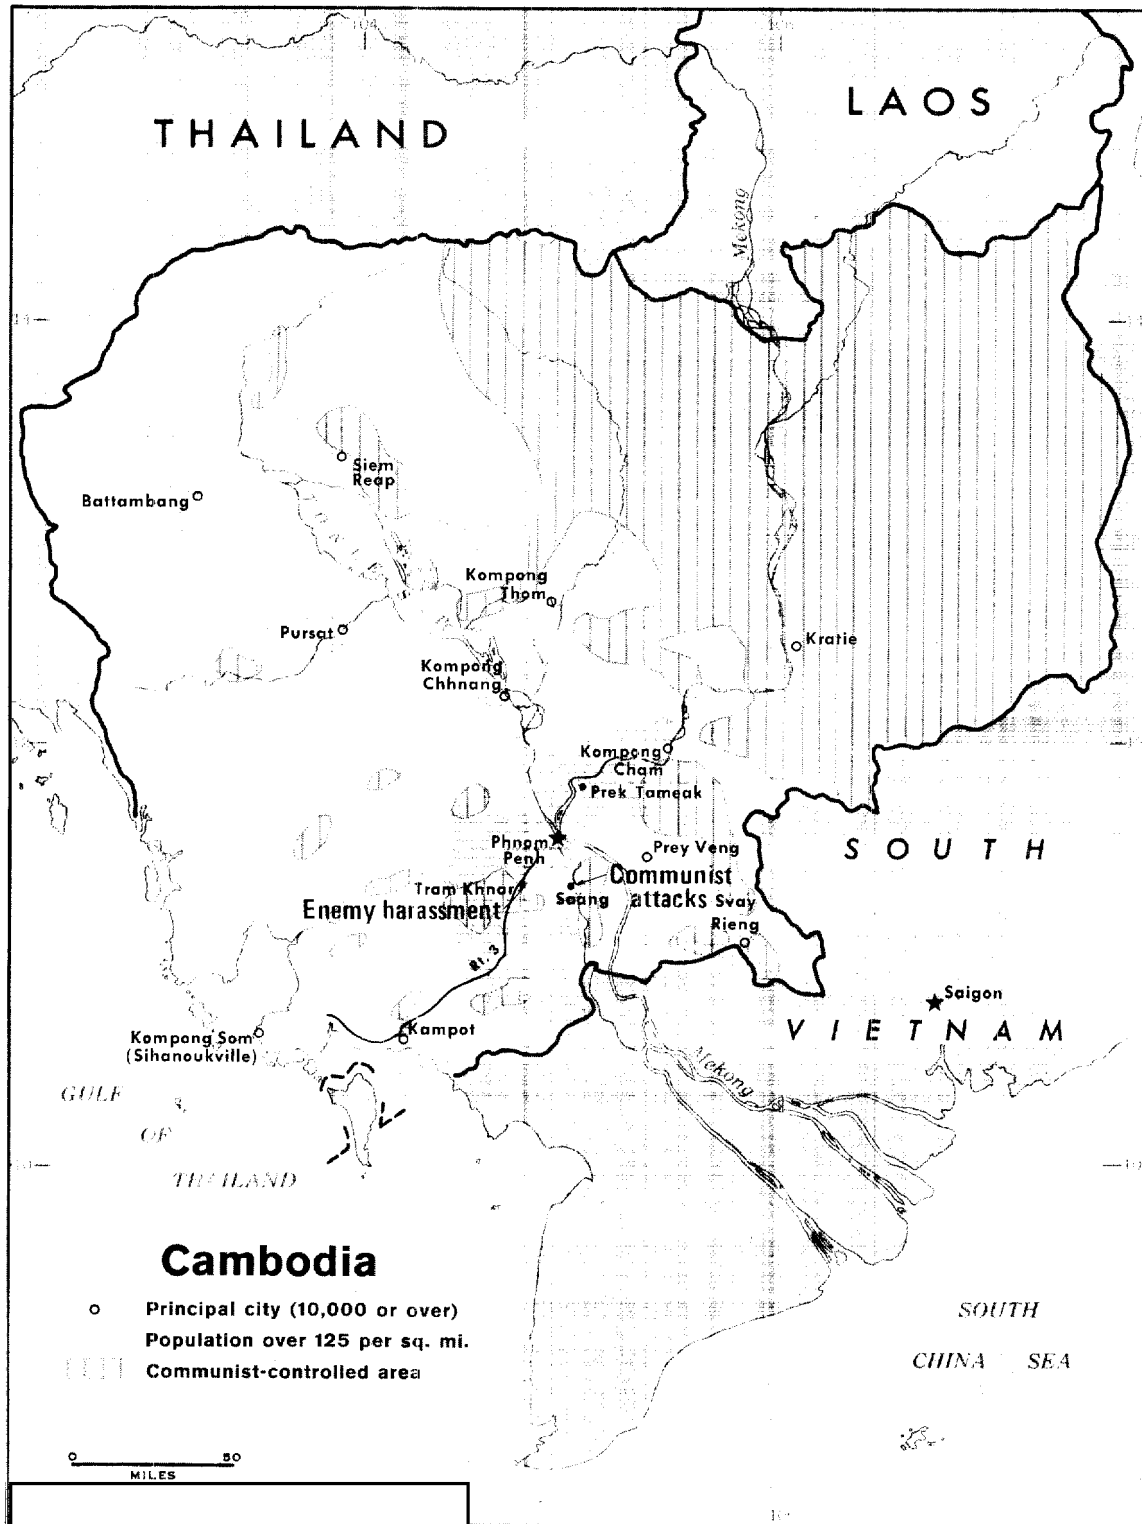 104
THAILAND
LAOS
Mekong
Siem
Reap
Battambang
Kompong
Thom
Pursat
Kratie
Kompong
Chhnang
Kompong
Cham
Prek Tameak
Phnom
Penh
Prey Veng
SOUTH
Tram Khnar
Saang
Communist
attacks
Svay
Rieng
Enemy harassment
Rt. 3
Saigon
VIETNAM
Kompong Som
(Sihanoukville)
Kampot
Mekong
GULF
OF
THAILAND
Cambodia
Principal city (10,000 or over)
Population over 125 per sq. mi.
Communist-controlled area
SOUTH
CHINA SEA
0 50
MILES